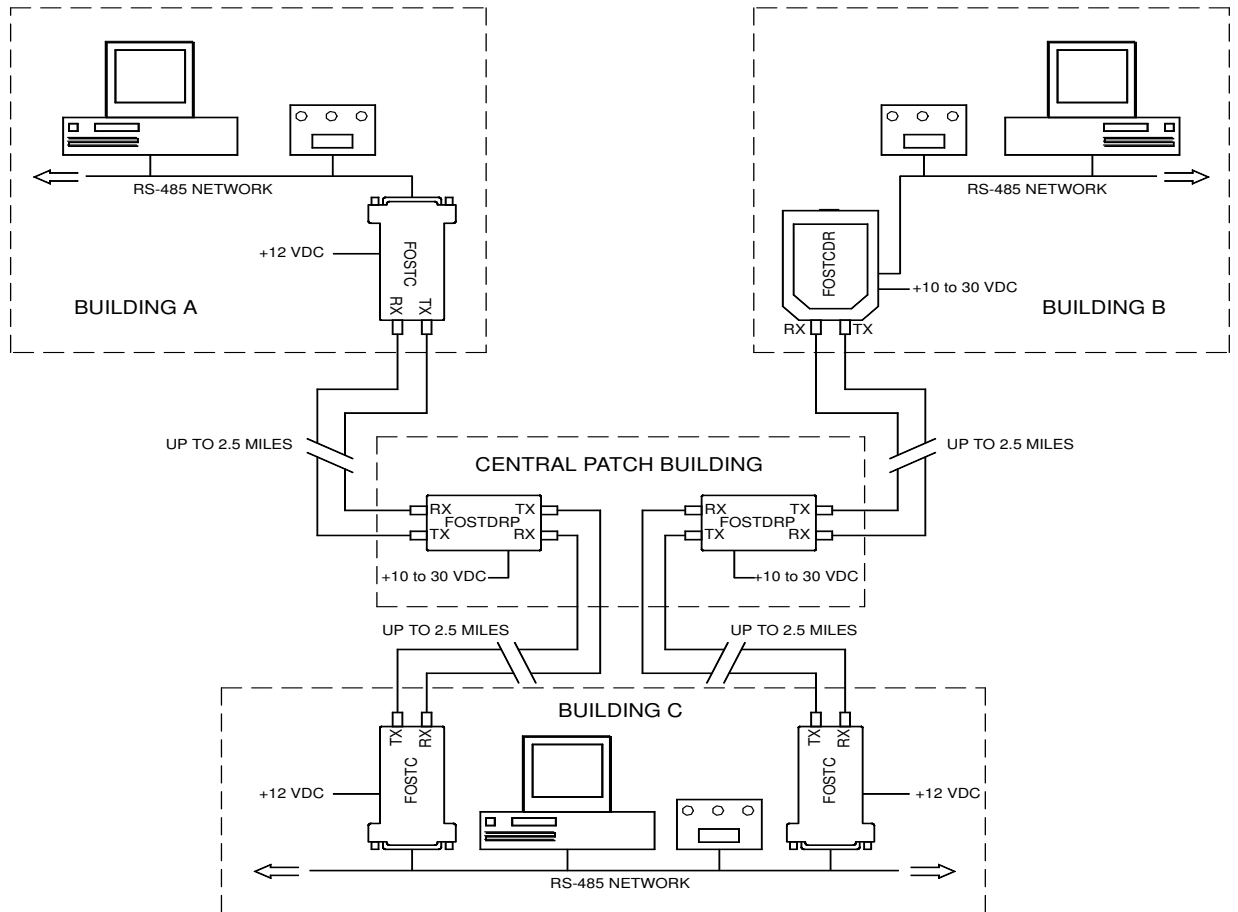 RS-485 NETWORK
+12 VDC
FOSTC
RX
TX
BUILDING A
RS-485 NETWORK
FOSTCDR
+10 to 30 VDC
RX
TX
BUILDING B
UP TO 2.5 MILES
UP TO 2.5 MILES
CENTRAL PATCH BUILDING
RX TX
FOSTDRP
TX RX
+10 to 30 VDC
RX TX
FOSTDRP
TX RX
+10 to 30 VDC
UP TO 2.5 MILES
UP TO 2.5 MILES
BUILDING C
TX
RX
FOSTC
+12 VDC
TX
RX
FOSTC
+12 VDC
RS-485 NETWORK